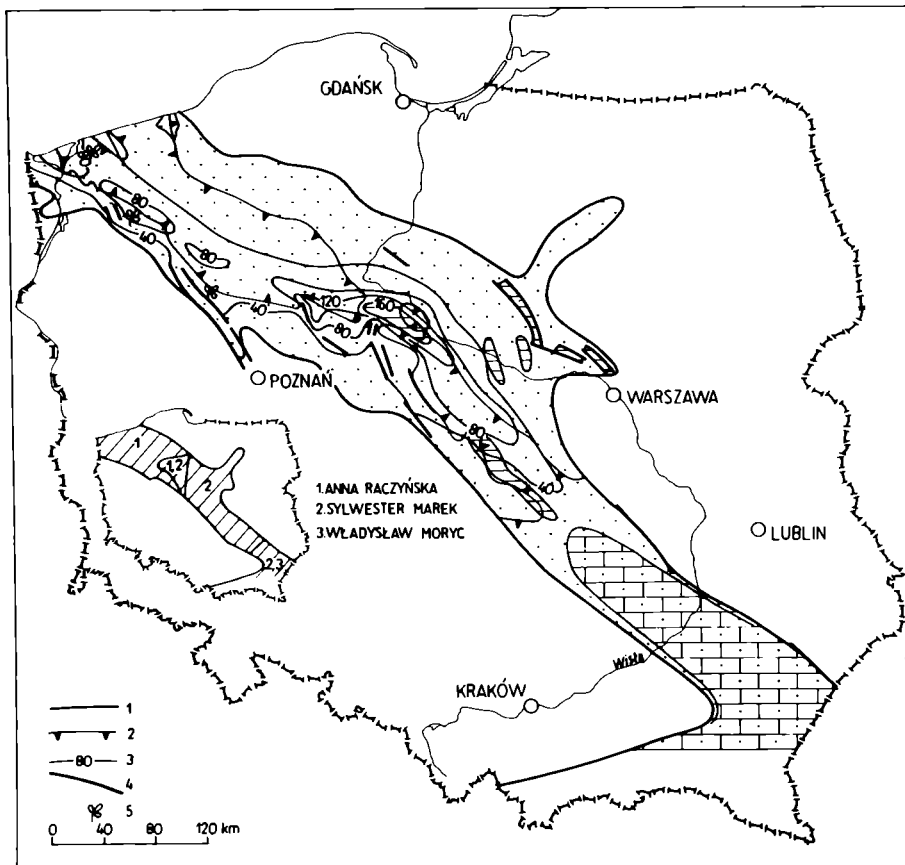 GDAŃSK
80
40
80
40
120
160
80
POZNAŃ
WARSZAWA
80
40
1
1,2
2
2,3
1.ANNA RACZYŃSKA
2.SYLWESTER MAREK
3.WŁADYSŁAW MORYC
LUBLIN
Wisła
KRAKÓW
1
2
80 3
4
5
0 40 80 120 km